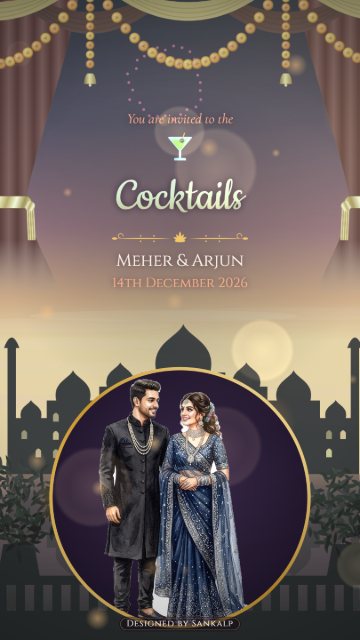 You are invited to the
Cocktails
Meher & Arjun
14th December 2026
Designed by Sankalp